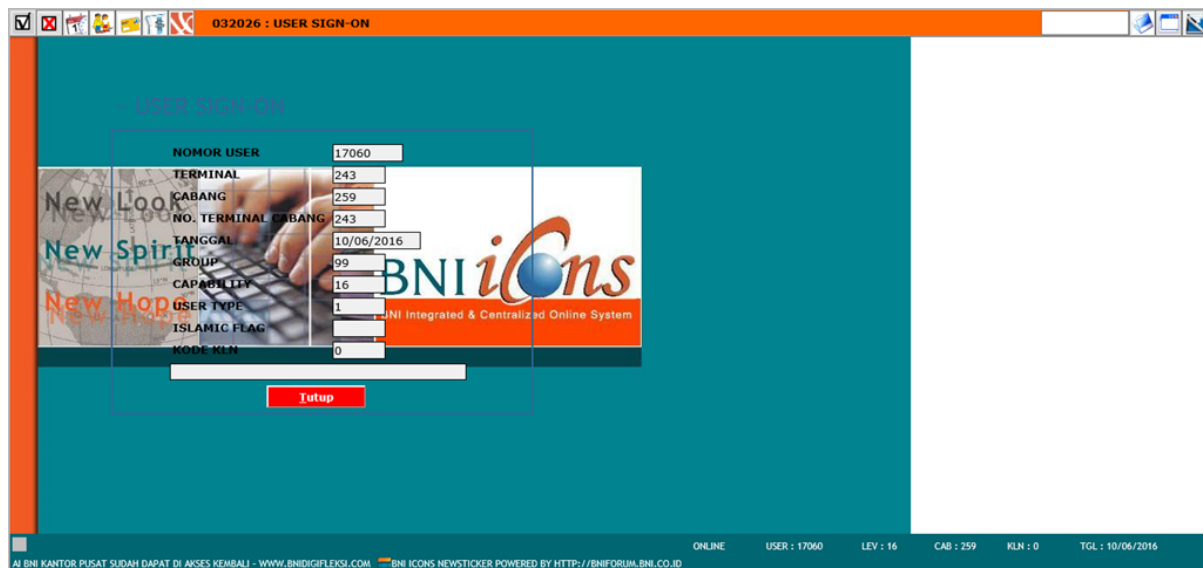 032026 : USER SIGN-ON
- USER SIGN-ON
NOMOR USER 17060
TERMINAL 243
CABANG 259
NO. TERMINAL CABANG 243
TANGGAL 10/06/2016
GROUP 99
CAPABILITY 16
USER TYPE 1
ISLAMIC FLAG
KODE KLN 0
Tutup
New Look
New Spirit
New Hope
BNI icons
BNI Integrated & Centralized Online System
ONLINE USER : 17060 LEV : 16 CAB : 259 KLN : 0 TGL : 10/06/2016
AI BNI KANTOR PUSAT SUDAH DAPAT DI AKSES KEMBALI - WWW.BNIDIGIFLEKSI.COM BNI ICONS NEWSTICKER POWERED BY HTTP://BNIFORUM.BNI.CO.ID